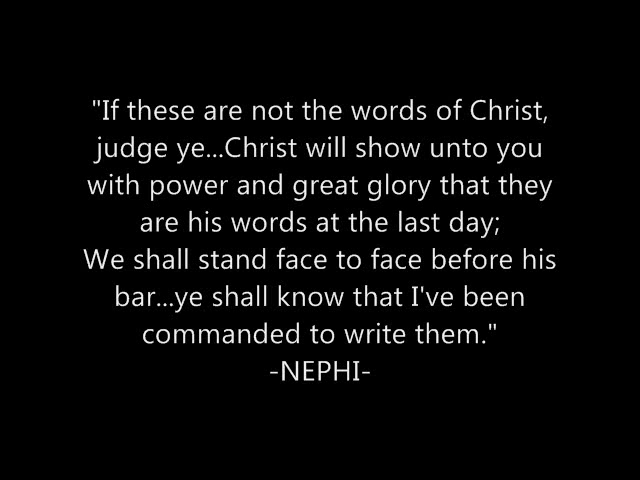 "If these are not the words of Christ,
judge ye...Christ will show unto you
with power and great glory that they
are his words at the last day;
We shall stand face to face before his
bar...ye shall know that I've been
commanded to write them."
-NEPHI-